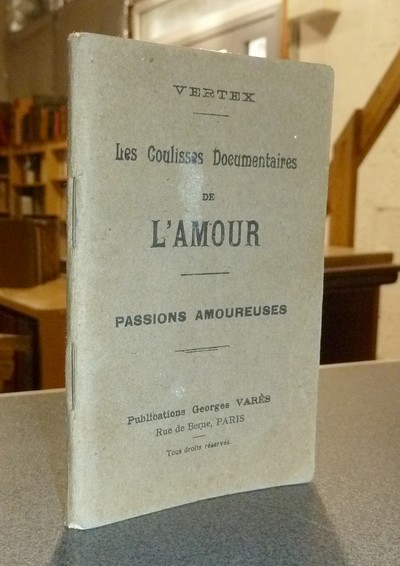 VERTEX
Les Coulisses Documentaires
DE
L'AMOUR
PASSIONS AMOUREUSES
Publications Georges VARÈS
Rue de Berne, PARIS
Tous droits réservés.